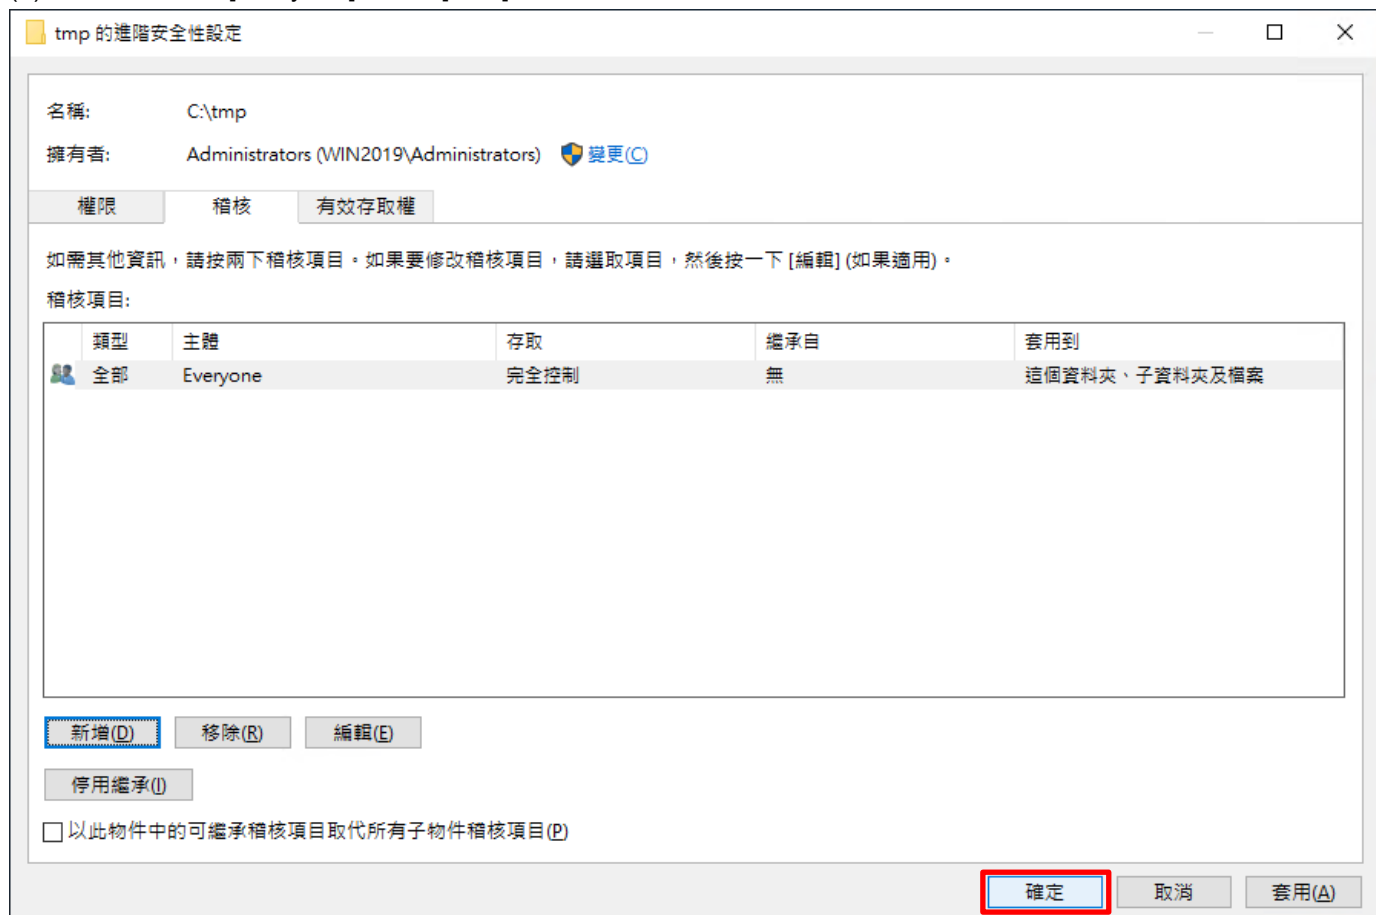 tmp 的進階安全性設定
名稱: C:\tmp
擁有者: Administrators (WIN2019\Administrators) 變更(C)
權限 稽核 有效存取權
如需其他資訊，請按兩下稽核項目。如果要修改稽核項目，請選取項目，然後按一下 [編輯] (如果適用)。
稽核項目:
類型 主體 存取 繼承自 套用到
全部 Everyone 完全控制 無 這個資料夾、子資料夾及檔案
新增(D) 移除(R) 編輯(E)
停用繼承(I)
以此物件中的可繼承稽核項目取代所有子物件稽核項目(P)
確定 取消 套用(A)